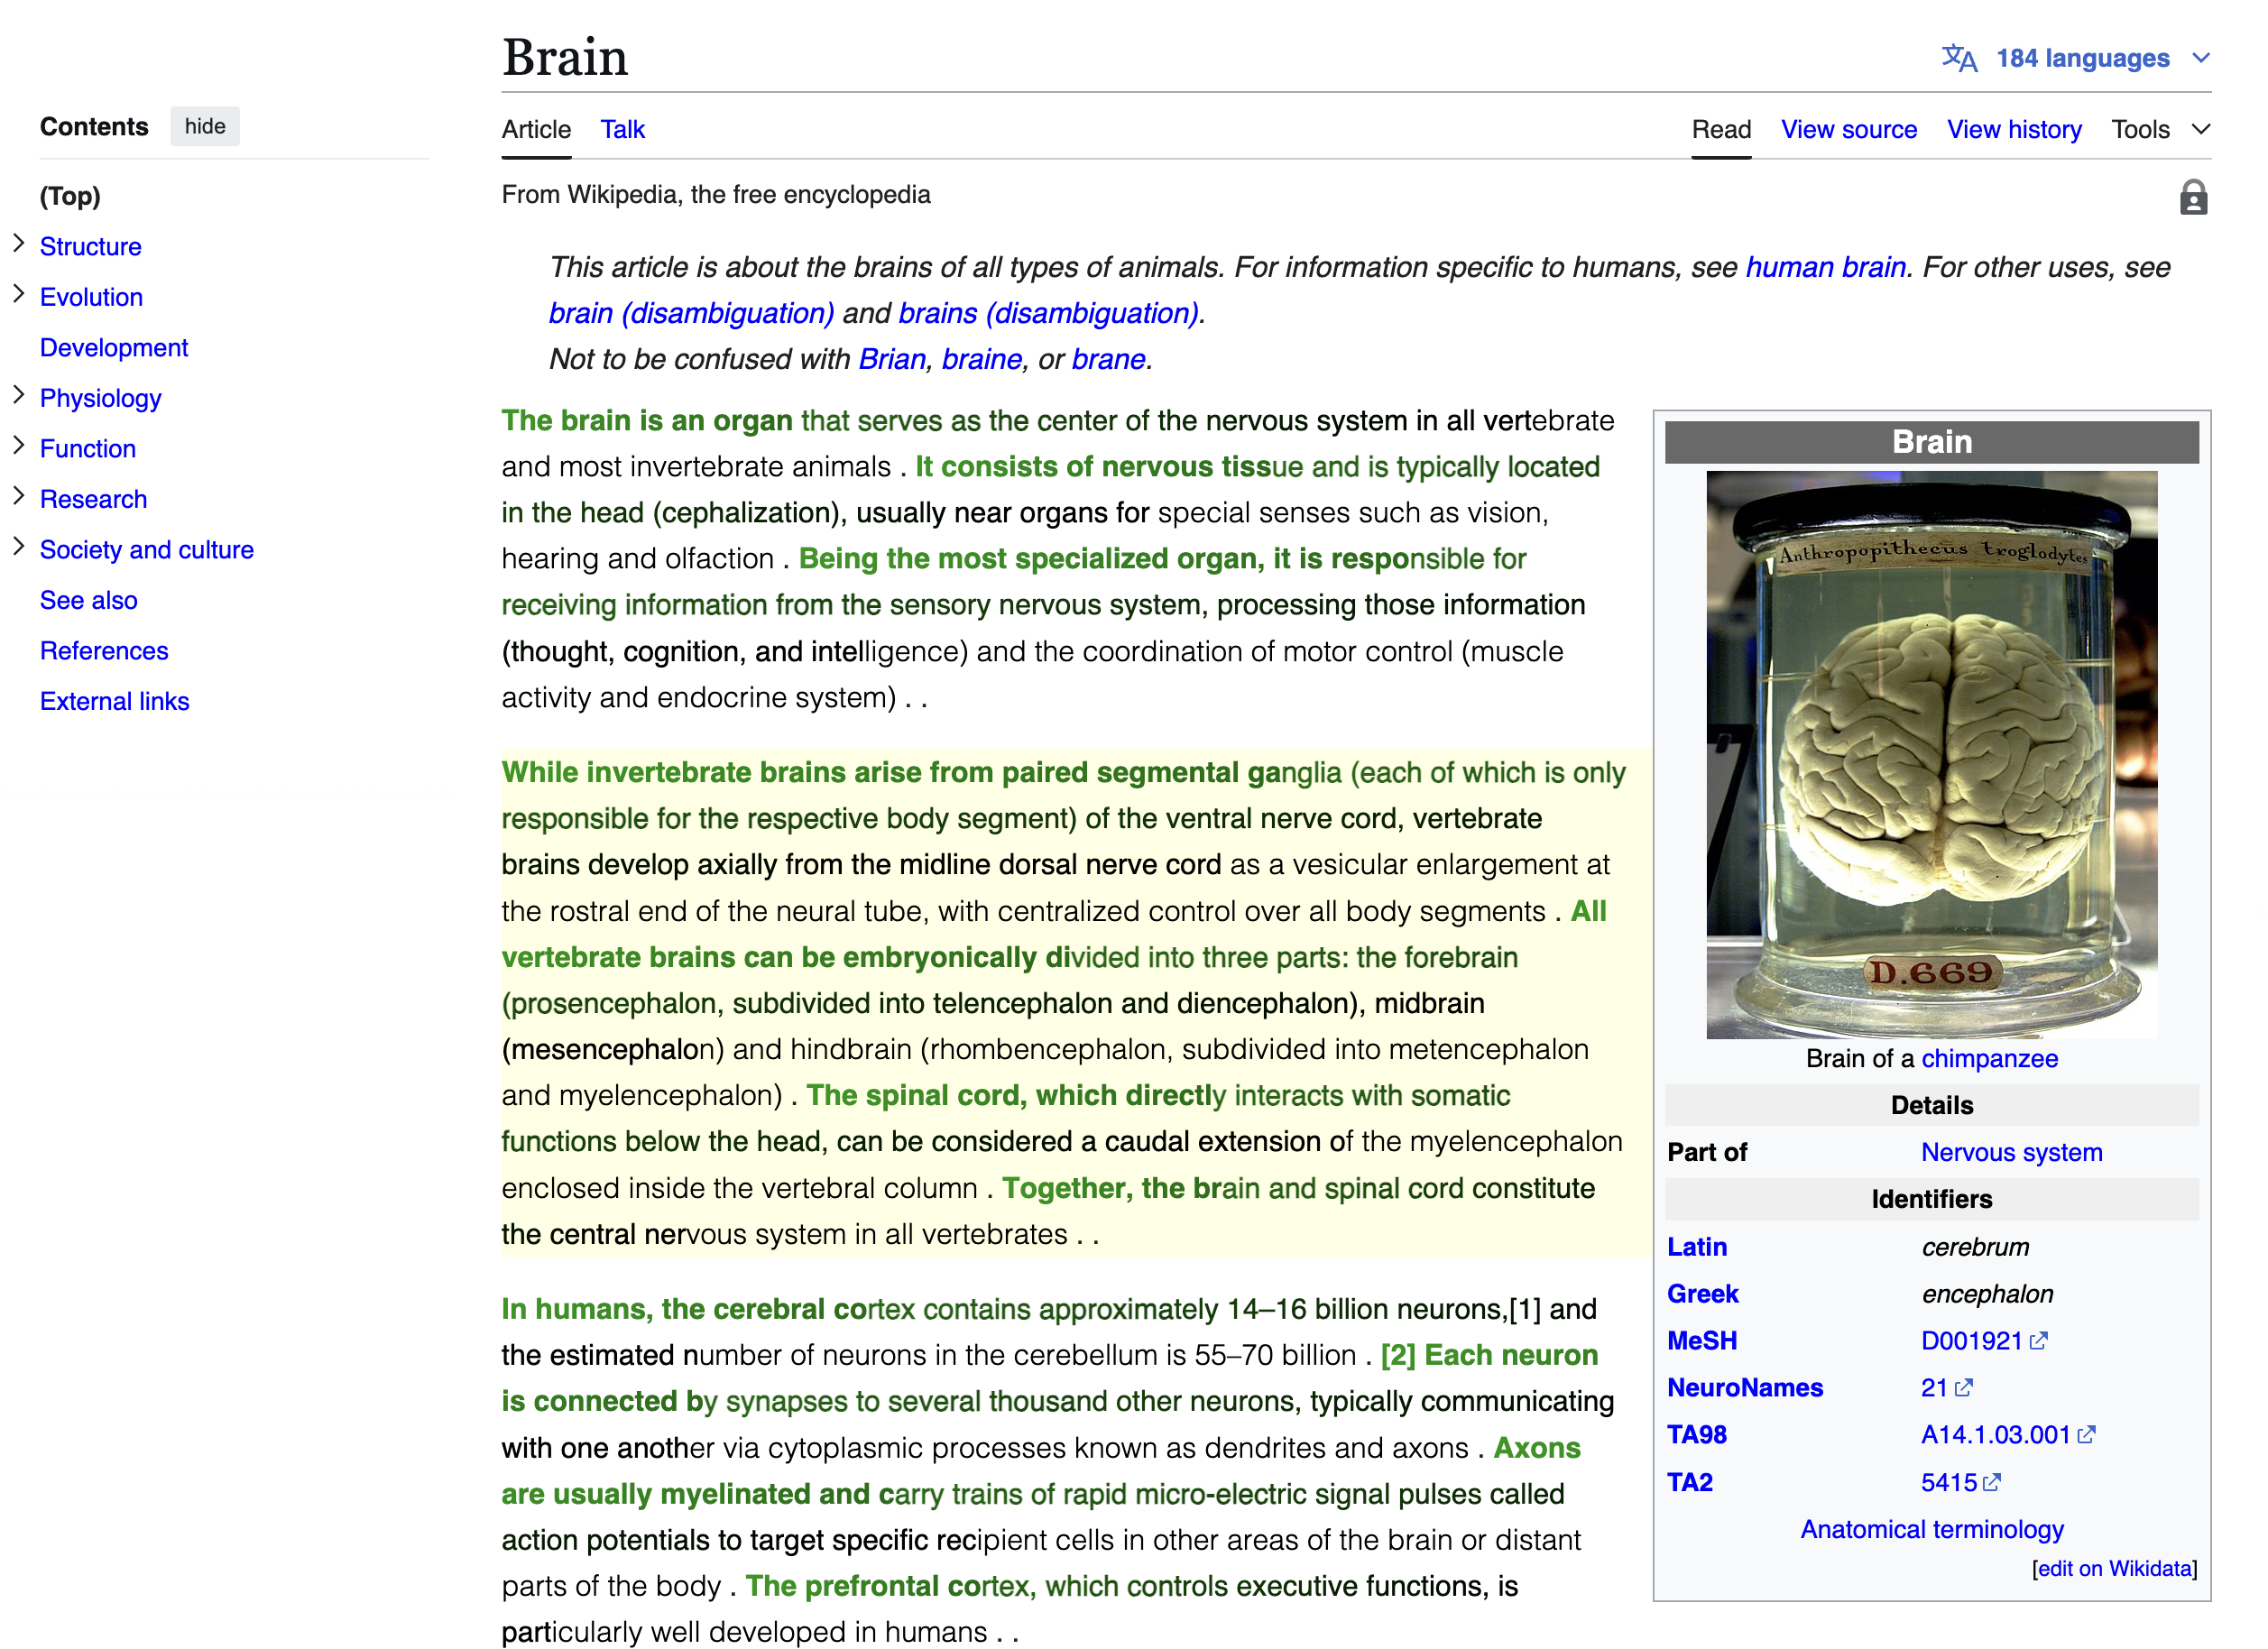 Brain
文A 184 languages
Contents hide
Article Talk Read View source View history Tools
(Top)
From Wikipedia, the free encyclopedia
Structure
Evolution
Development
Physiology
Function
Research
Society and culture
See also
References
External links
This article is about the brains of all types of animals. For information specific to humans, see human brain. For other uses, see
brain (disambiguation) and brains (disambiguation).
Not to be confused with Brian, braine, or brane.
The brain is an organ that serves as the center of the nervous system in all vertebrate
and most invertebrate animals . It consists of nervous tissue and is typically located
in the head (cephalization), usually near organs for special senses such as vision,
hearing and olfaction . Being the most specialized organ, it is responsible for
receiving information from the sensory nervous system, processing those information
(thought, cognition, and intelligence) and the coordination of motor control (muscle
activity and endocrine system) . .
While invertebrate brains arise from paired segmental ganglia (each of which is only
responsible for the respective body segment) of the ventral nerve cord, vertebrate
brains develop axially from the midline dorsal nerve cord as a vesicular enlargement at
the rostral end of the neural tube, with centralized control over all body segments . All
vertebrate brains can be embryonically divided into three parts: the forebrain
(prosencephalon, subdivided into telencephalon and diencephalon), midbrain
(mesencephalon) and hindbrain (rhombencephalon, subdivided into metencephalon
and myelencephalon) . The spinal cord, which directly interacts with somatic
functions below the head, can be considered a caudal extension of the myelencephalon
enclosed inside the vertebral column . Together, the brain and spinal cord constitute
the central nervous system in all vertebrates . .
In humans, the cerebral cortex contains approximately 14–16 billion neurons,[1] and
the estimated number of neurons in the cerebellum is 55–70 billion . [2] Each neuron
is connected by synapses to several thousand other neurons, typically communicating
with one another via cytoplasmic processes known as dendrites and axons . Axons
are usually myelinated and carry trains of rapid micro-electric signal pulses called
action potentials to target specific recipient cells in other areas of the brain or distant
parts of the body . The prefrontal cortex, which controls executive functions, is
particularly well developed in humans . .
Brain
Anthropopithecus troglodytes
D.669
Brain of a chimpanzee
Details
Part of Nervous system
Identifiers
Latin cerebrum
Greek encephalon
MeSH D001921
NeuroNames 21
TA98 A14.1.03.001
TA2 5415
Anatomical terminology
[edit on Wikidata]